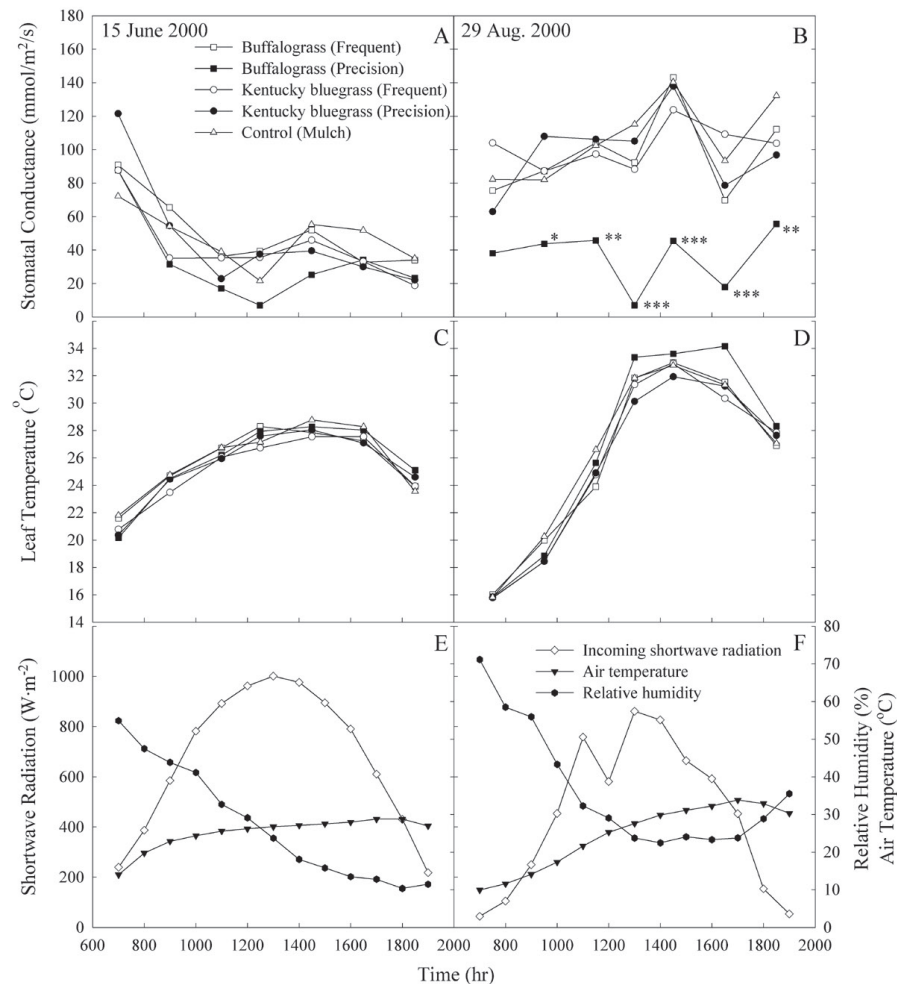 15 June 2000
A
Buffalograss (Frequent)
Buffalograss (Precision)
Kentucky bluegrass (Frequent)
Kentucky bluegrass (Precision)
Control (Mulch)
Stomatal Conductance (mmol/m²/s)
180
160
140
120
100
80
60
40
20
0
29 Aug. 2000
B
*
**
***
***
***
**
C
Leaf Temperature (°C)
34
32
30
28
26
24
22
20
18
16
14
D
E
Shortwave Radiation (W·m⁻²)
1000
800
600
400
200
0
F
Incoming shortwave radiation
Air temperature
Relative humidity
80
70
60
50
40
30
20
10
0
Relative Humidity (%)
Air Temperature (°C)
600 800 1000 1200 1400 1600 1800 2000 800 1000 1200 1400 1600 1800 2000
Time (hr)